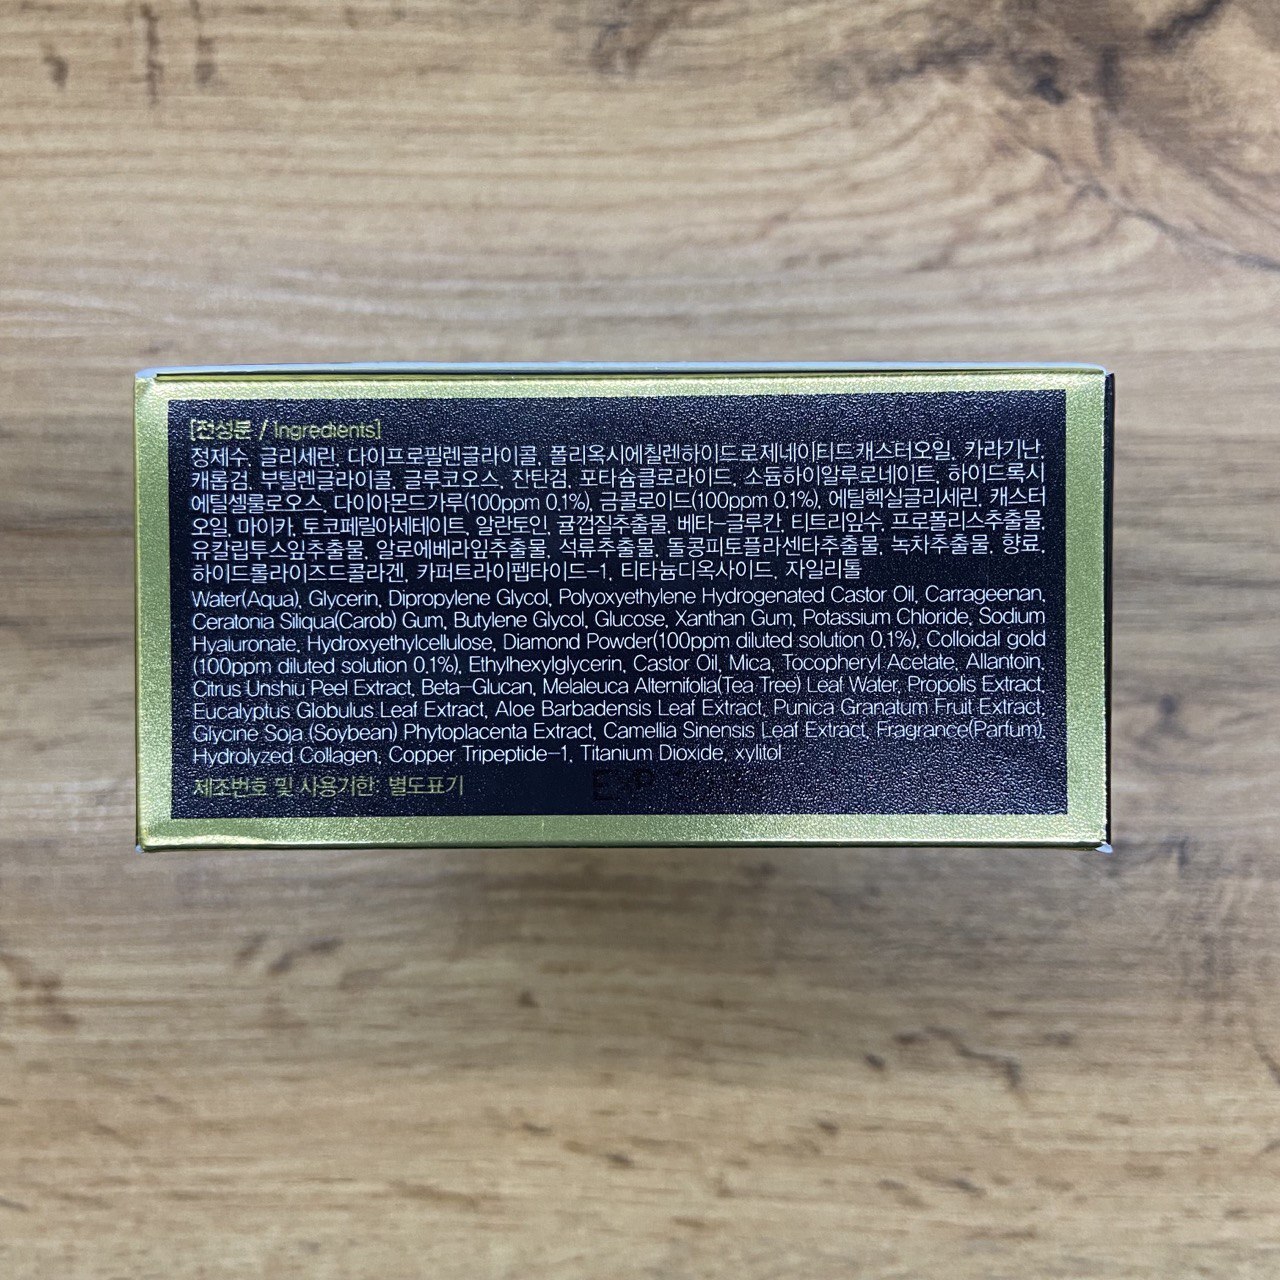 [전성분 / Ingredients]
정제수, 글리세린, 다이프로필렌글라이콜, 폴리옥시에칠렌하이드로제네이티드캐스터오일, 카라기난,
캐롭검, 부틸렌글라이콜, 글루코오스, 잔탄검, 포타슘클로라이드, 소듐하이알루로네이트, 하이드록시
에틸셀룰로오스, 다이아몬드가루(100ppm 0.1%), 금콜로이드(100ppm 0.1%), 에틸헥실글리세린, 캐스터
오일, 마이카, 토코페릴아세테이트, 알란토인, 귤껍질추출물, 베타-글루칸, 티트리잎수, 프로폴리스추출물,
유칼립투스잎추출물, 알로에베라잎추출물, 석류추출물, 돌콩피토플라센타추출물, 녹차추출물, 향료,
하이드롤라이즈드콜라겐, 카퍼트라이펩타이드-1, 티타늄디옥사이드, 자일리톨
Water(Aqua), Glycerin, Dipropylene Glycol, Polyoxyethylene Hydrogenated Castor Oil, Carrageenan,
Ceratonia Siliqua(Carob) Gum, Butylene Glycol, Glucose, Xanthan Gum, Potassium Chloride, Sodium
Hyaluronate, Hydroxyethylcellulose, Diamond Powder(100ppm diluted solution 0.1%), Colloidal gold
(100ppm diluted solution 0.1%), Ethylhexylglycerin, Castor Oil, Mica, Tocopheryl Acetate, Allantoin,
Citrus Unshiu Peel Extract, Beta-Glucan, Melaleuca Alternifolia(Tea Tree) Leaf Water, Propolis Extract,
Eucalyptus Globulus Leaf Extract, Aloe Barbadensis Leaf Extract, Punica Granatum Fruit Extract,
Glycine Soja (Soybean) Phytoplacenta Extract, Camellia Sinensis Leaf Extract, Fragrance(Parfum),
Hydrolyzed Collagen, Copper Tripeptide-1, Titanium Dioxide, xylitol
제조번호 및 사용기한: 별도표기